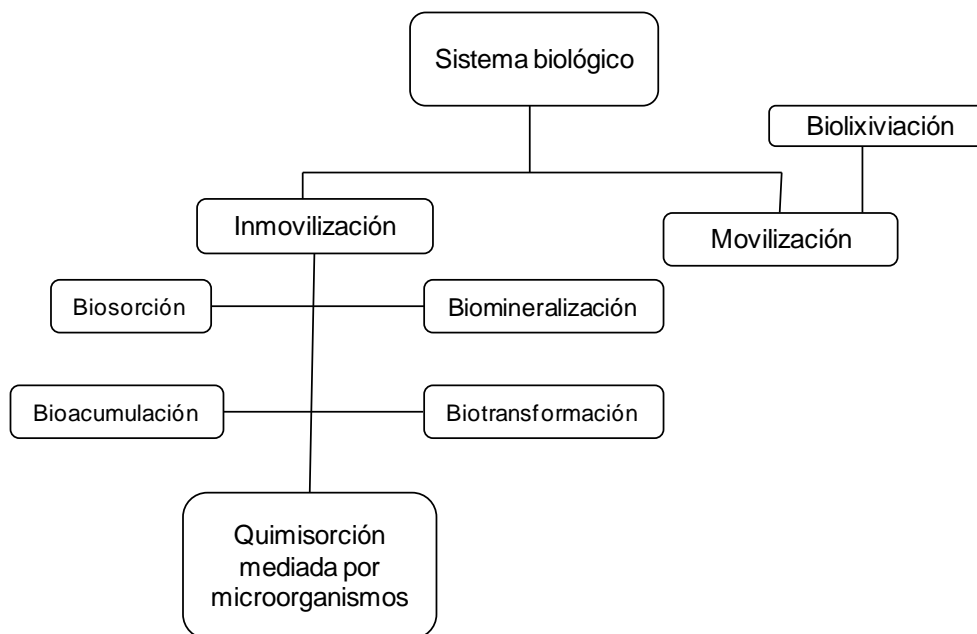 Sistema biológico
Biolixiviación
Inmovilización
Movilización
Biosorción
Biomineralización
Bioacumulación
Biotransformación
Quimisorción
mediada por
microorganismos